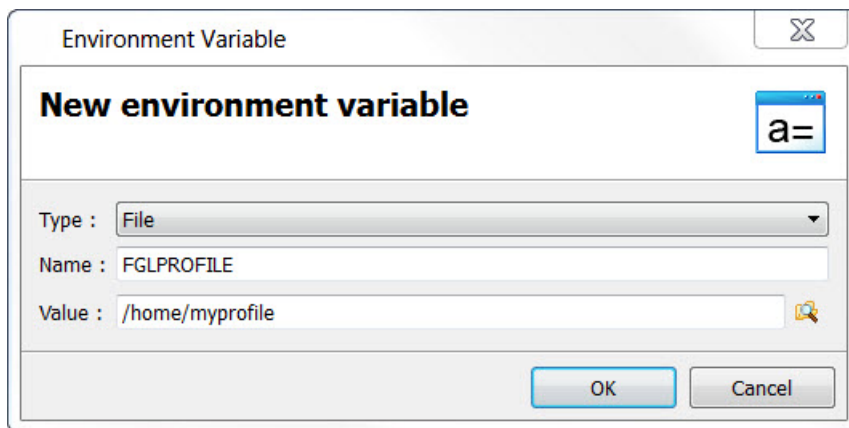 Environment Variable
New environment variable
a=
Type : File
Name : FGLPROFILE
Value : /home/myprofile
OK Cancel